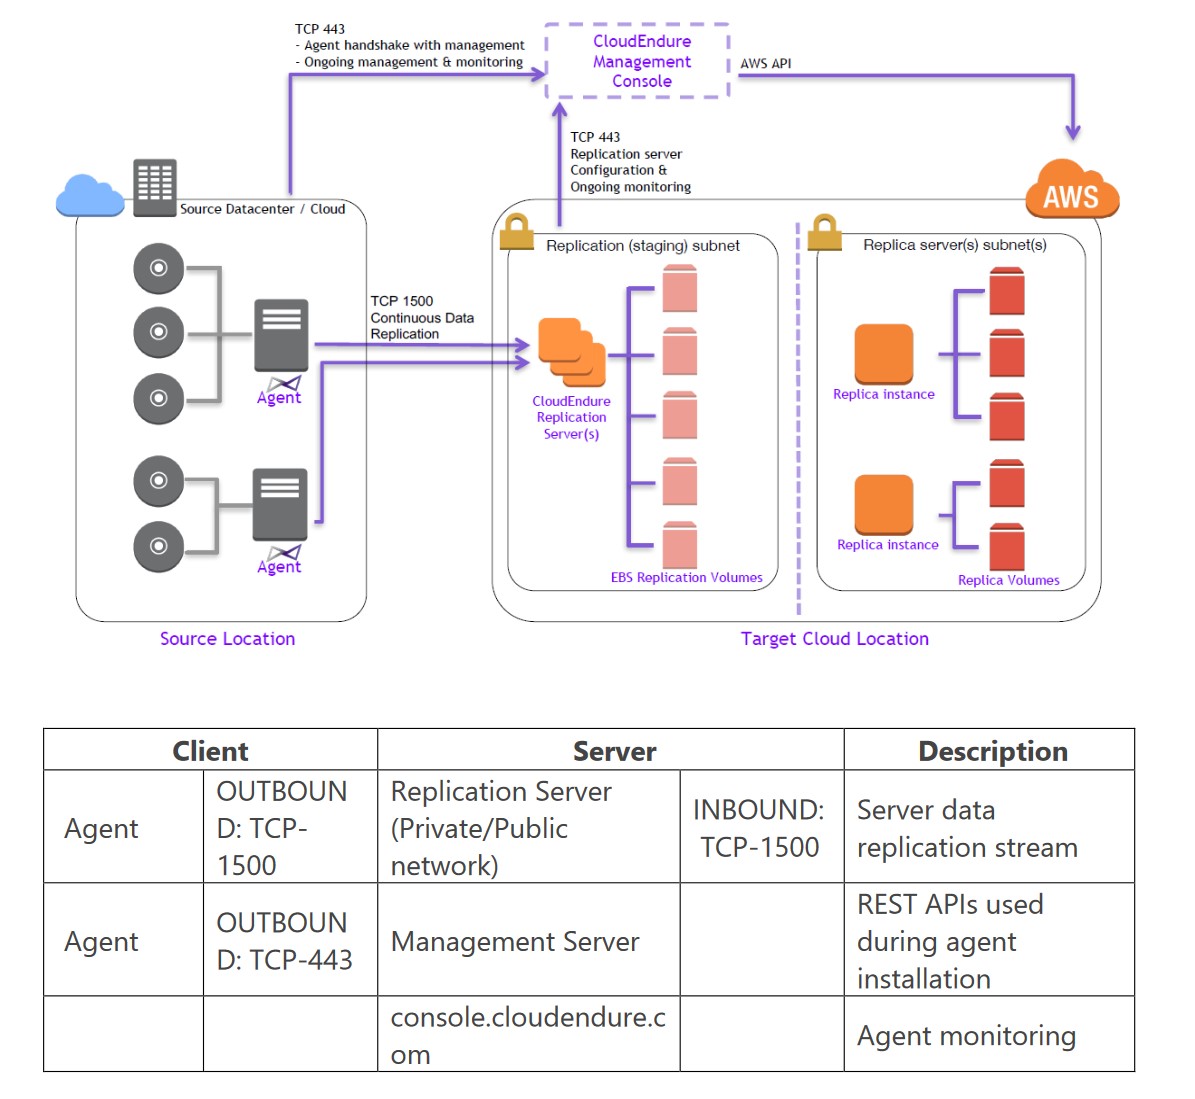 TCP 443
- Agent handshake with management
- Ongoing management & monitoring
CloudEndure
Management
Console
AWS API
TCP 443
Replication server
Configuration &
Ongoing monitoring
AWS
Source Datacenter / Cloud
Replication (staging) subnet
Replica server(s) subnet(s)
TCP 1500
Continuous Data
Replication
Agent
CloudEndure
Replication
Server(s)
Replica instance
Agent
Replica instance
EBS Replication Volumes
Replica Volumes
Source Location
Target Cloud Location
Client
Server
Description
Agent
OUTBOUN
D: TCP-
1500
Replication Server
(Private/Public
network)
INBOUND:
TCP-1500
Server data
replication stream
Agent
OUTBOUN
D: TCP-443
Management Server
REST APIs used
during agent
installation
console.cloudendure.c
om
Agent monitoring